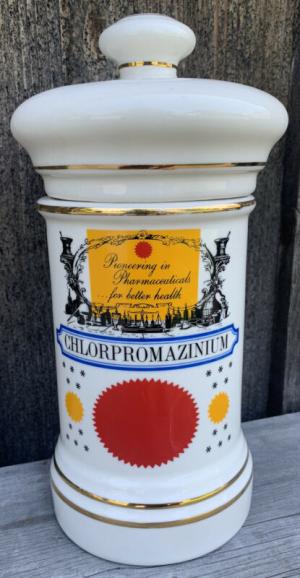 Pioneering in
Pharmaceuticals
...for better health
CHLORPROMAZINIUM